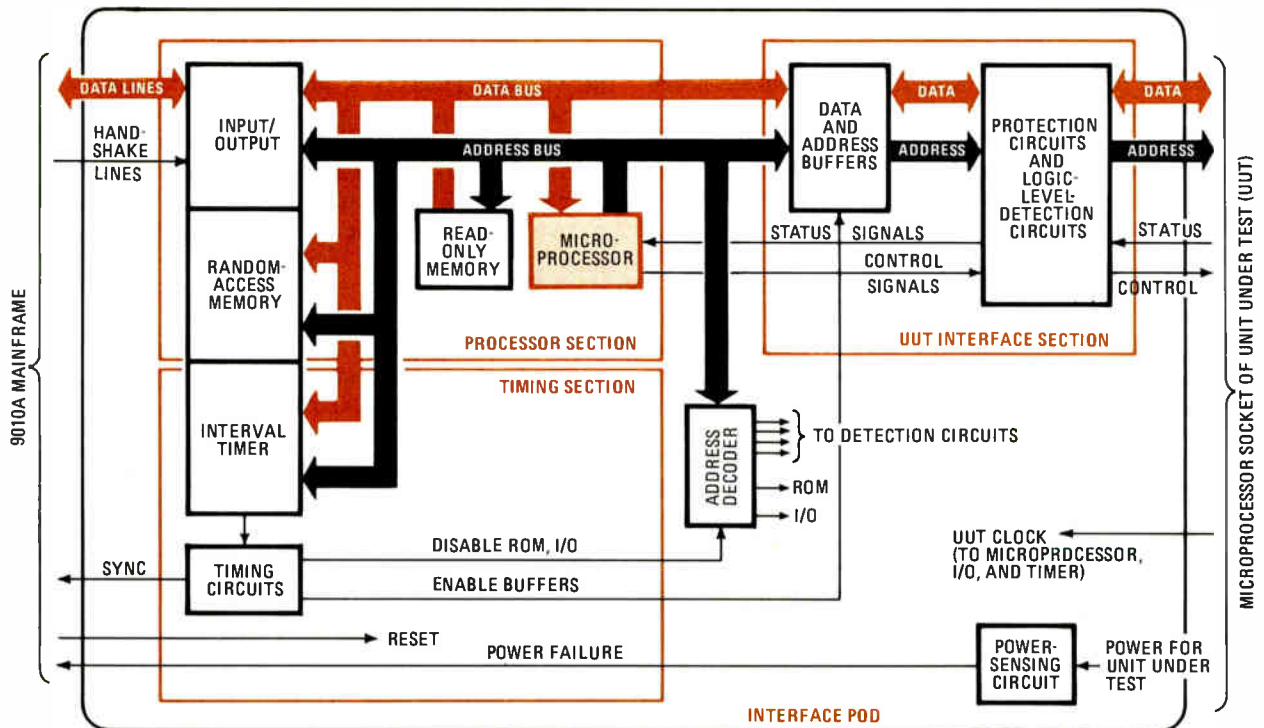 9010A MAINFRAME
DATA LINES
HAND-
SHAKE
LINES
INPUT/
OUTPUT
RANDOM-
ACCESS
MEMORY
INTERVAL
TIMER
DATA BUS
ADDRESS BUS
READ-
ONLY
MEMORY
MICRO-
PROCESSOR
PROCESSOR SECTION
TIMING SECTION
DATA
AND
ADDRESS
BUFFERS
DATA
ADDRESS
PROTECTION
CIRCUITS
AND
LOGIC-
LEVEL-
DETECTION
CIRCUITS
DATA
ADDRESS
STATUS SIGNALS
CONTROL
SIGNALS
STATUS
CONTROL
UUT INTERFACE SECTION
ADDRESS
DECODER
TO DETECTION CIRCUITS
ROM
I/O
SYNC
TIMING
CIRCUITS
DISABLE ROM, I/O
ENABLE BUFFERS
RESET
POWER FAILURE
UUT CLOCK
(TO MICROPRDCESSOR,
I/O, AND TIMER)
POWER-
SENSING
CIRCUIT
POWER FOR
UNIT UNDER
TEST
INTERFACE POD
MICROPROCESSOR SOCKET OF UNIT UNDER TEST (UUT)